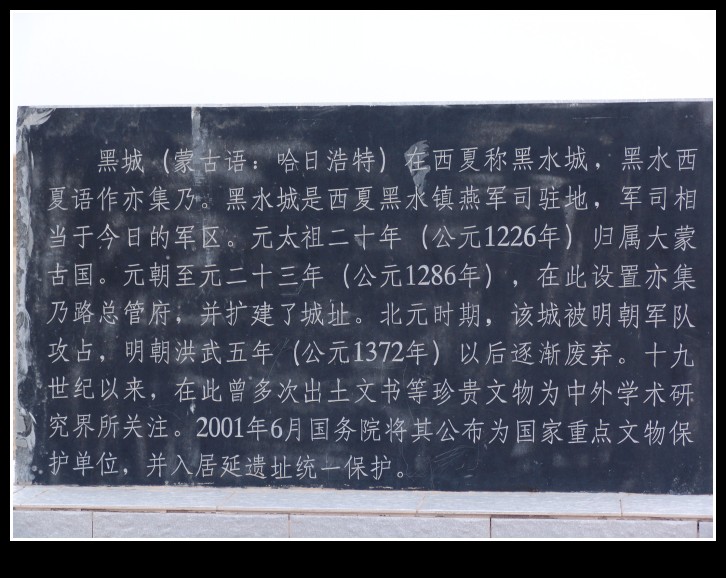 黑城（蒙古语：哈日浩特）在西夏称黑水城，黑水西
夏语作亦集乃。黑水城是西夏黑水镇燕军司驻地，军司相
当于今日的军区。元太祖二十年（公元1226年）归属大蒙
古国。元朝至元二十三年（公元1286年），在此设置亦集
乃路总管府，并扩建了城址。北元时期，该城被明朝军队
攻占，明朝洪武五年（公元1372年）以后逐渐废弃。十九
世纪以来，在此曾多次出土文书等珍贵文物为中外学术研
究界所关注。2001年6月国务院将其公布为国家重点文物保
护单位，并入居延遗址统一保护。